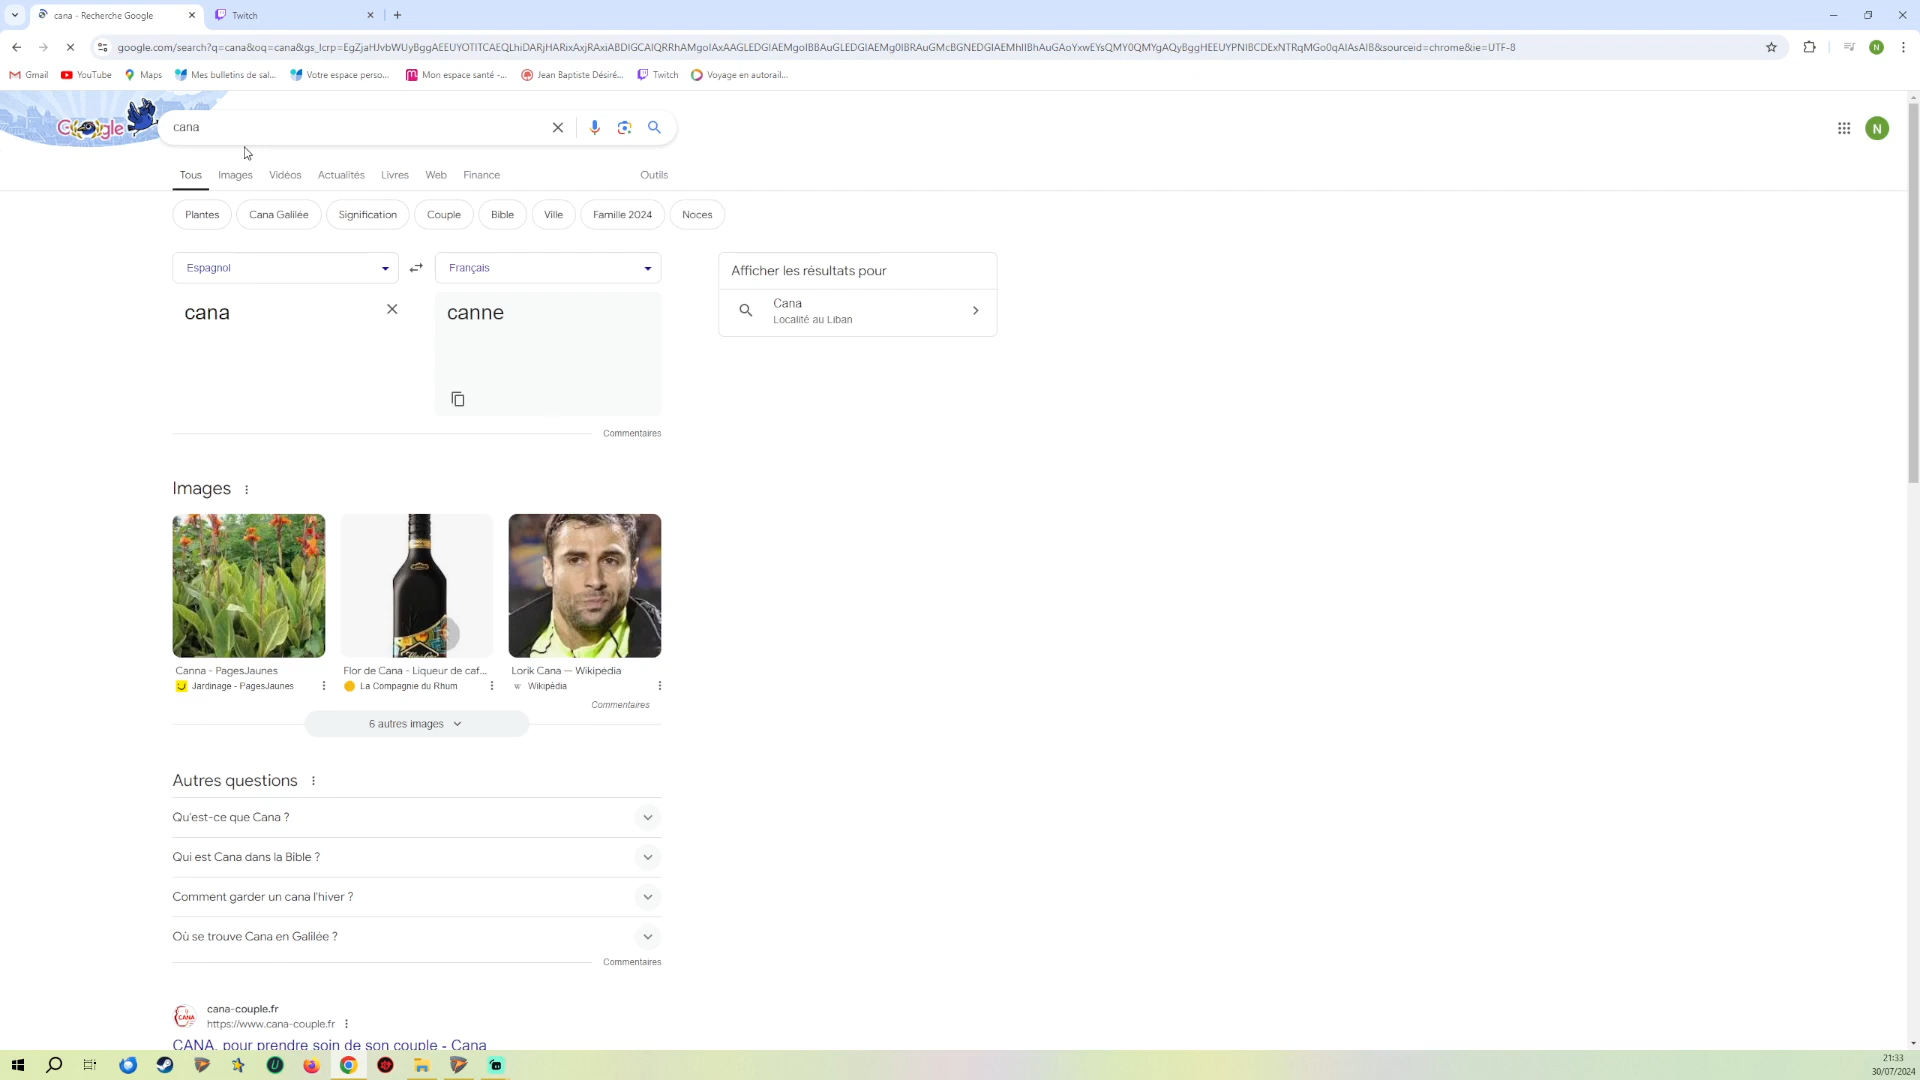 cana - Recherche Google
Twitch
google.com/search?q=cana&oq=cana&gs_lcrp=
&sourceid=chrome&ie=UTF-8
Gmail
YouTube
Maps
Mes bulletins de sal...
Votre espace perso...
Mon espace santé -...
Jean Baptiste Désiré...
Twitch
Voyage en autorail...
N
Google
cana
N
Tous
Images
Vidéos
Actualités
Livres
Web
Finance
Outils
Plantes
Cana Galilée
Signification
Couple
Bible
Ville
Famille 2024
Noces
Espagnol
Français
cana
canne
Afficher les résultats pour
Cana
Localité au Liban
Commentaires
Images
Canna - PagesJaunes
Jardinage - PagesJaunes
Flor de Cana - Liqueur de caf...
La Compagnie du Rhum
Lorik Cana — Wikipédia
Wikipédia
Commentaires
6 autres images
Autres questions
Qu'est-ce que Cana ?
Qui est Cana dans la Bible ?
Comment garder un cana l'hiver ?
Où se trouve Cana en Galilée ?
Commentaires
CANA
cana-couple.fr
https://www.cana-couple.fr
CANA, pour prendre soin de son couple - Cana
21:33
30/07/2024